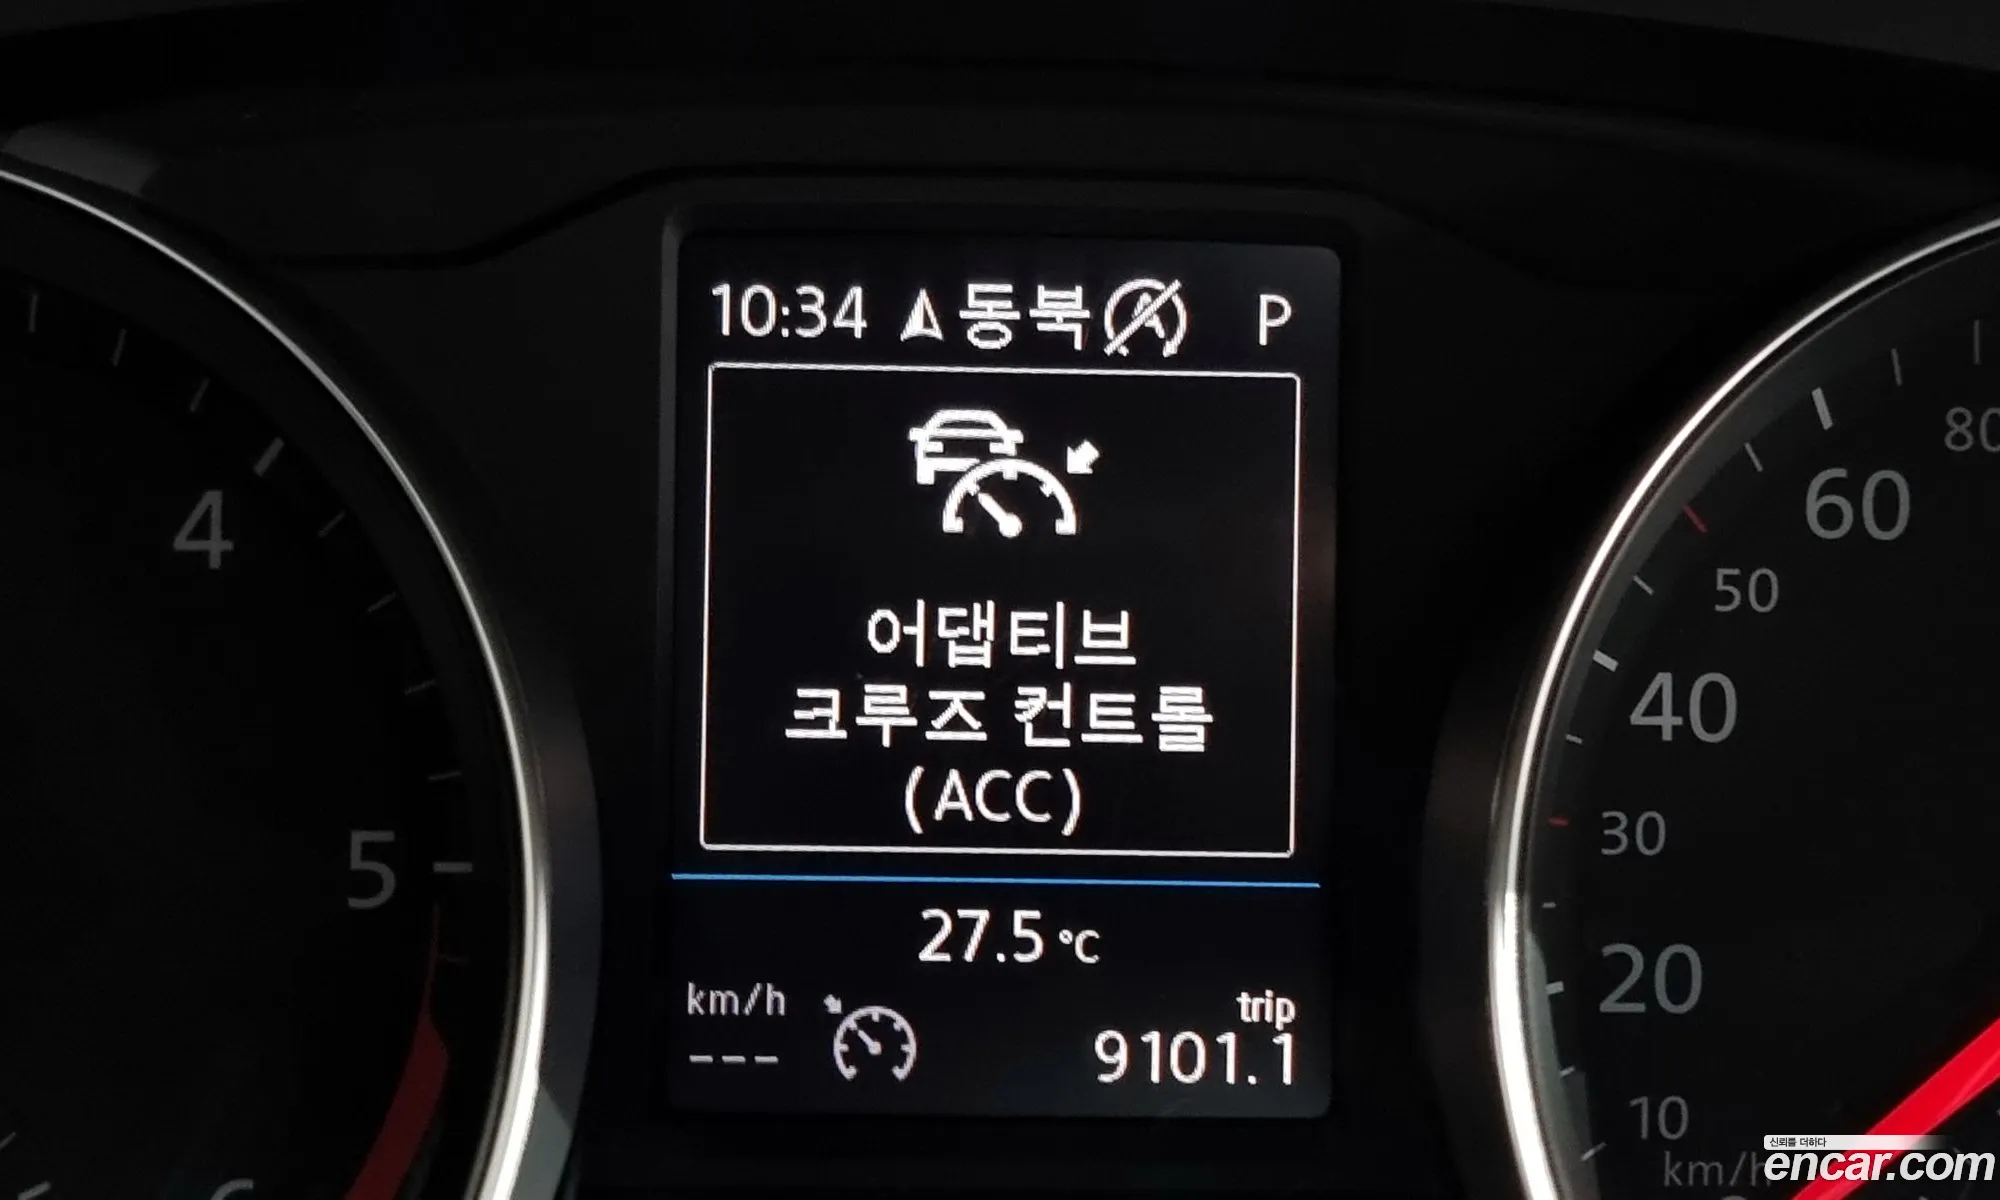 10:34 동북 P
어댑티브
크루즈 컨트롤
(ACC)
27.5 °C
km/h
---
trip
9101.1
4
5
80
60
50
40
30
20
10
km/h
신뢰를 더하다
encar.com